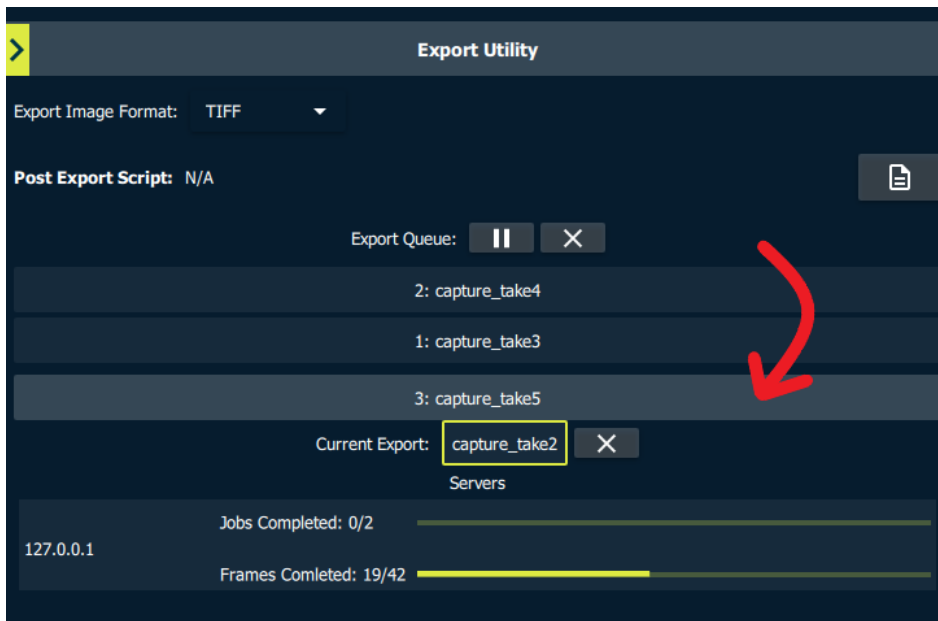 Export Utility
Export Image Format: TIFF
Post Export Script: N/A
Export Queue:
2: capture_take4
1: capture_take3
3: capture_take5
Current Export: capture_take2
Servers
Jobs Completed: 0/2
127.0.0.1
Frames Comleted: 19/42